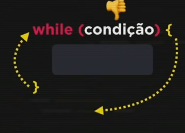 while (condição) {
}